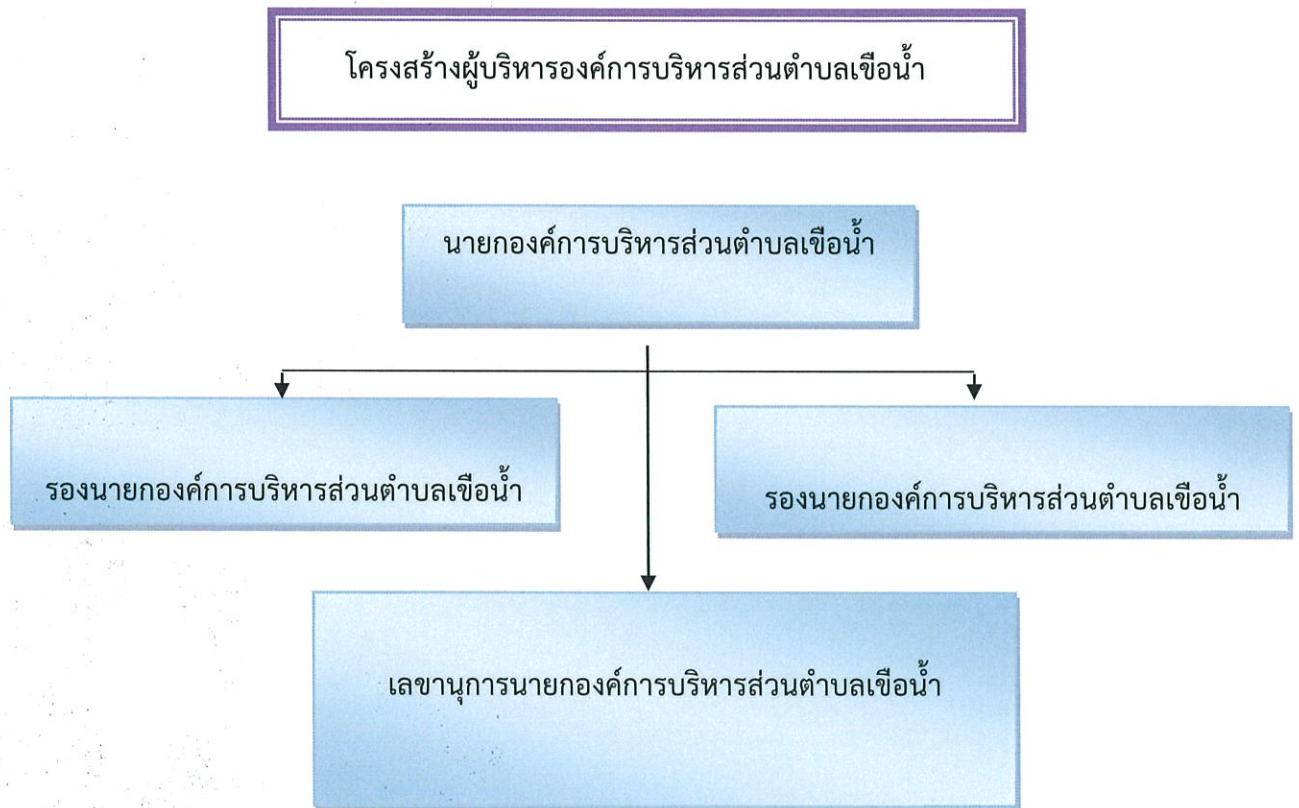 โครงสร้างผู้บริหารองค์การบริหารส่วนตำบลเขือน้ำ
นายกองค์การบริหารส่วนตำบลเขือน้ำ
รองนายกองค์การบริหารส่วนตำบลเขือน้ำ
รองนายกองค์การบริหารส่วนตำบลเขือน้ำ
เลขานุการนายกองค์การบริหารส่วนตำบลเขือน้ำ